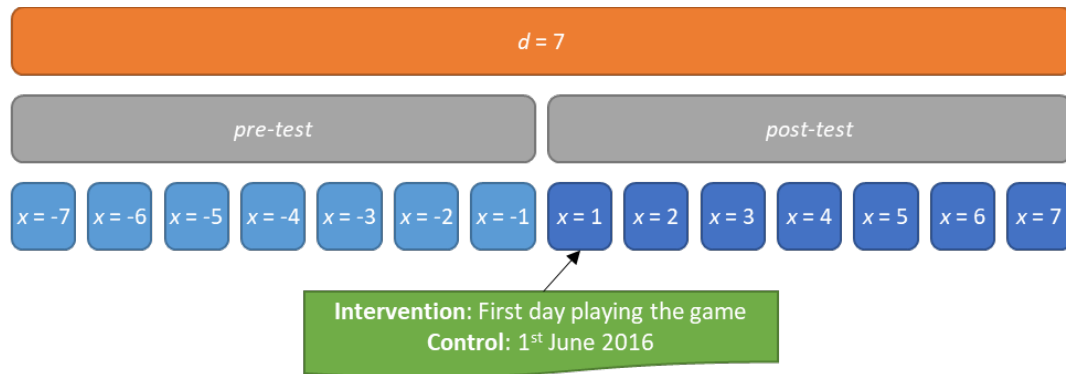 d = 7
pre-test post-test
x = -7 x = -6 x = -5 x = -4 x = -3 x = -2 x = -1 x = 1 x = 2 x = 3 x = 4 x = 5 x = 6 x = 7
Intervention: First day playing the game
Control: 1st June 2016